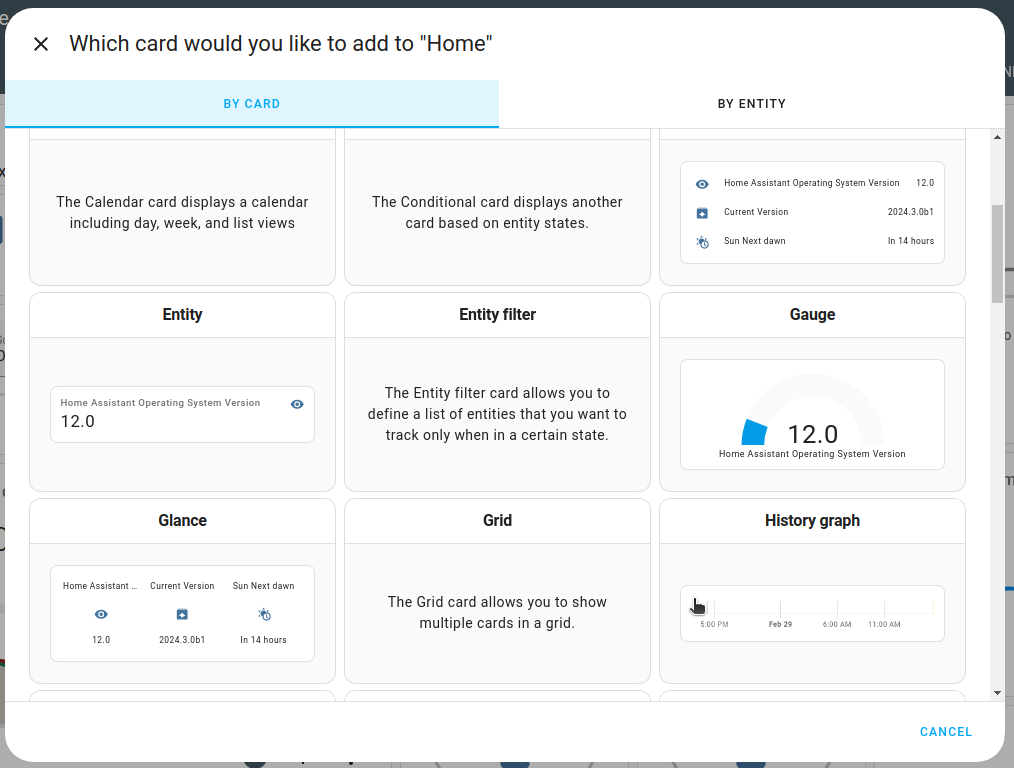 Which card would you like to add to "Home"
BY CARD
BY ENTITY
The Calendar card displays a calendar
including day, week, and list views
The Conditional card displays another
card based on entity states.
Home Assistant Operating System Version 12.0
Current Version 2024.3.0b1
Sun Next dawn In 14 hours
Entity
Home Assistant Operating System Version
12.0
Entity filter
The Entity filter card allows you to
define a list of entities that you want to
track only when in a certain state.
Gauge
12.0
Home Assistant Operating System Version
Glance
Home Assistant ... Current Version Sun Next dawn
12.0 2024.3.0b1 In 14 hours
Grid
The Grid card allows you to show
multiple cards in a grid.
History graph
5:00 PM Feb 29 6:00 AM 11:00 AM
CANCEL